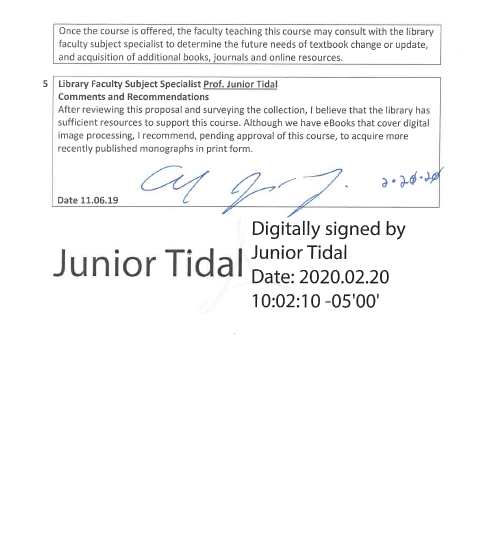 Once the course is offered, the faculty teaching this course may consult with the library
faculty subject specialist to determine the future needs of textbook change or update,
and acquisition of additional books, journals and online resources.
5 Library Faculty Subject Specialist Prof. Junior Tidal
Comments and Recommendations
After reviewing this proposal and surveying the collection, I believe that the library has
sufficient resources to support this course. Although we have eBooks that cover digital
image processing, I recommend, pending approval of this course, to acquire more
recently published monographs in print form.
2·20·20
Date 11.06.19
Junior Tidal
Digitally signed by
Junior Tidal
Date: 2020.02.20
10:02:10 -05'00'